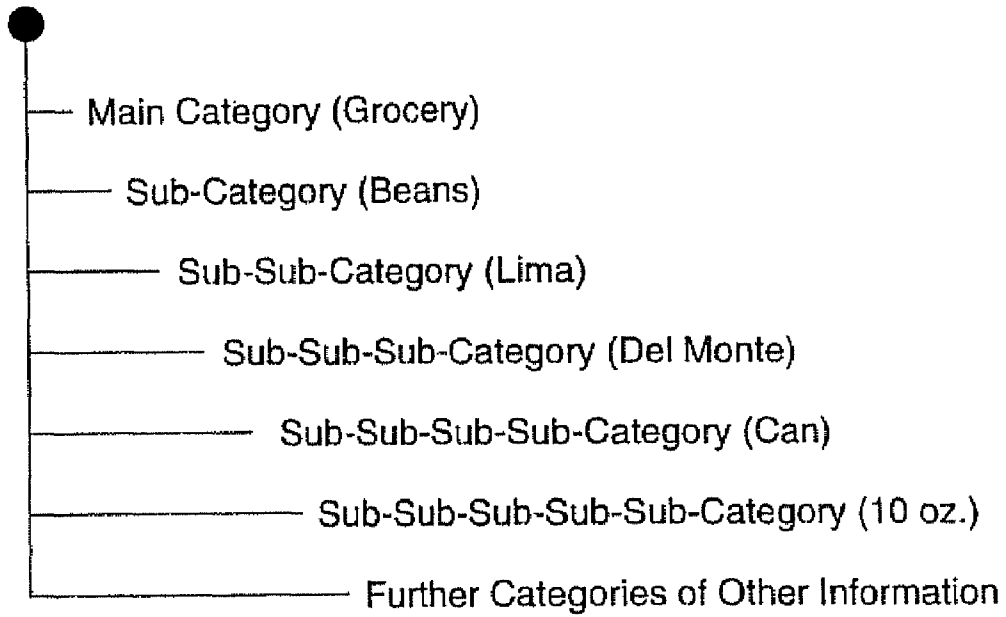 Main Category (Grocery)
Sub-Category (Beans)
Sub-Sub-Category (Lima)
Sub-Sub-Sub-Category (Del Monte)
Sub-Sub-Sub-Sub-Category (Can)
Sub-Sub-Sub-Sub-Sub-Category (10 oz.)
Further Categories of Other Information